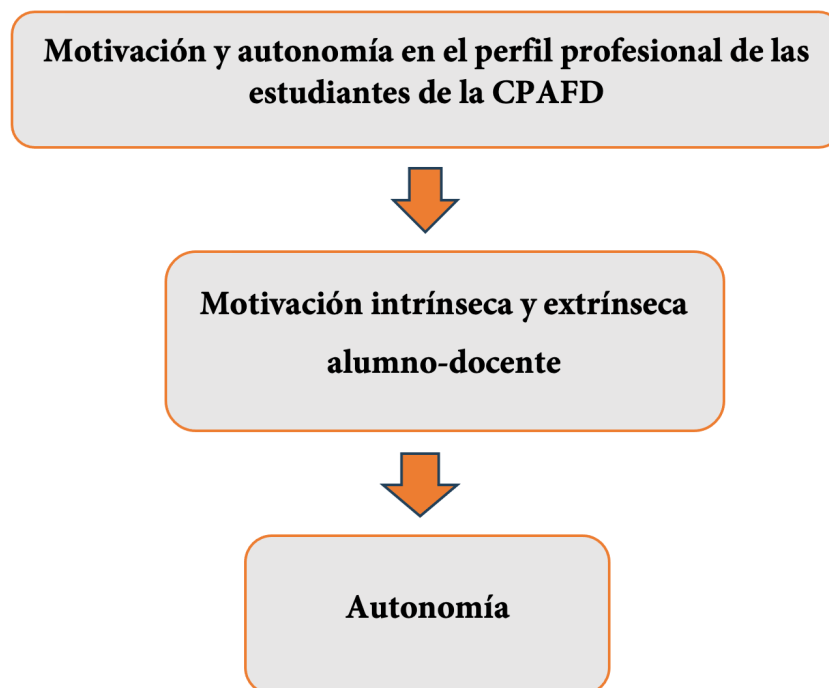 Motivación y autonomía en el perfil profesional de las
estudiantes de la CPAFD
Motivación intrínseca y extrínseca
alumno-docente
Autonomía